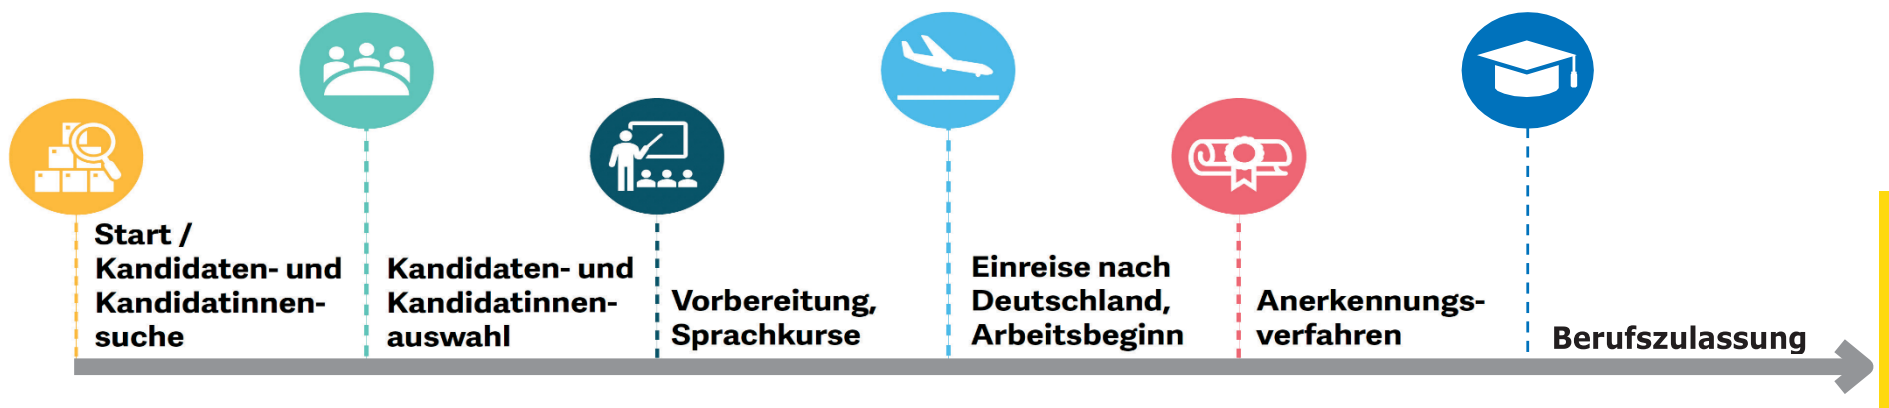 Start /
Kandidaten- und
Kandidatinnen-
suche
Kandidaten- und
Kandidatinnen-
auswahl
Vorbereitung,
Sprachkurse
Einreise nach
Deutschland,
Arbeitsbeginn
Anerkennungs-
verfahren
Berufszulassung